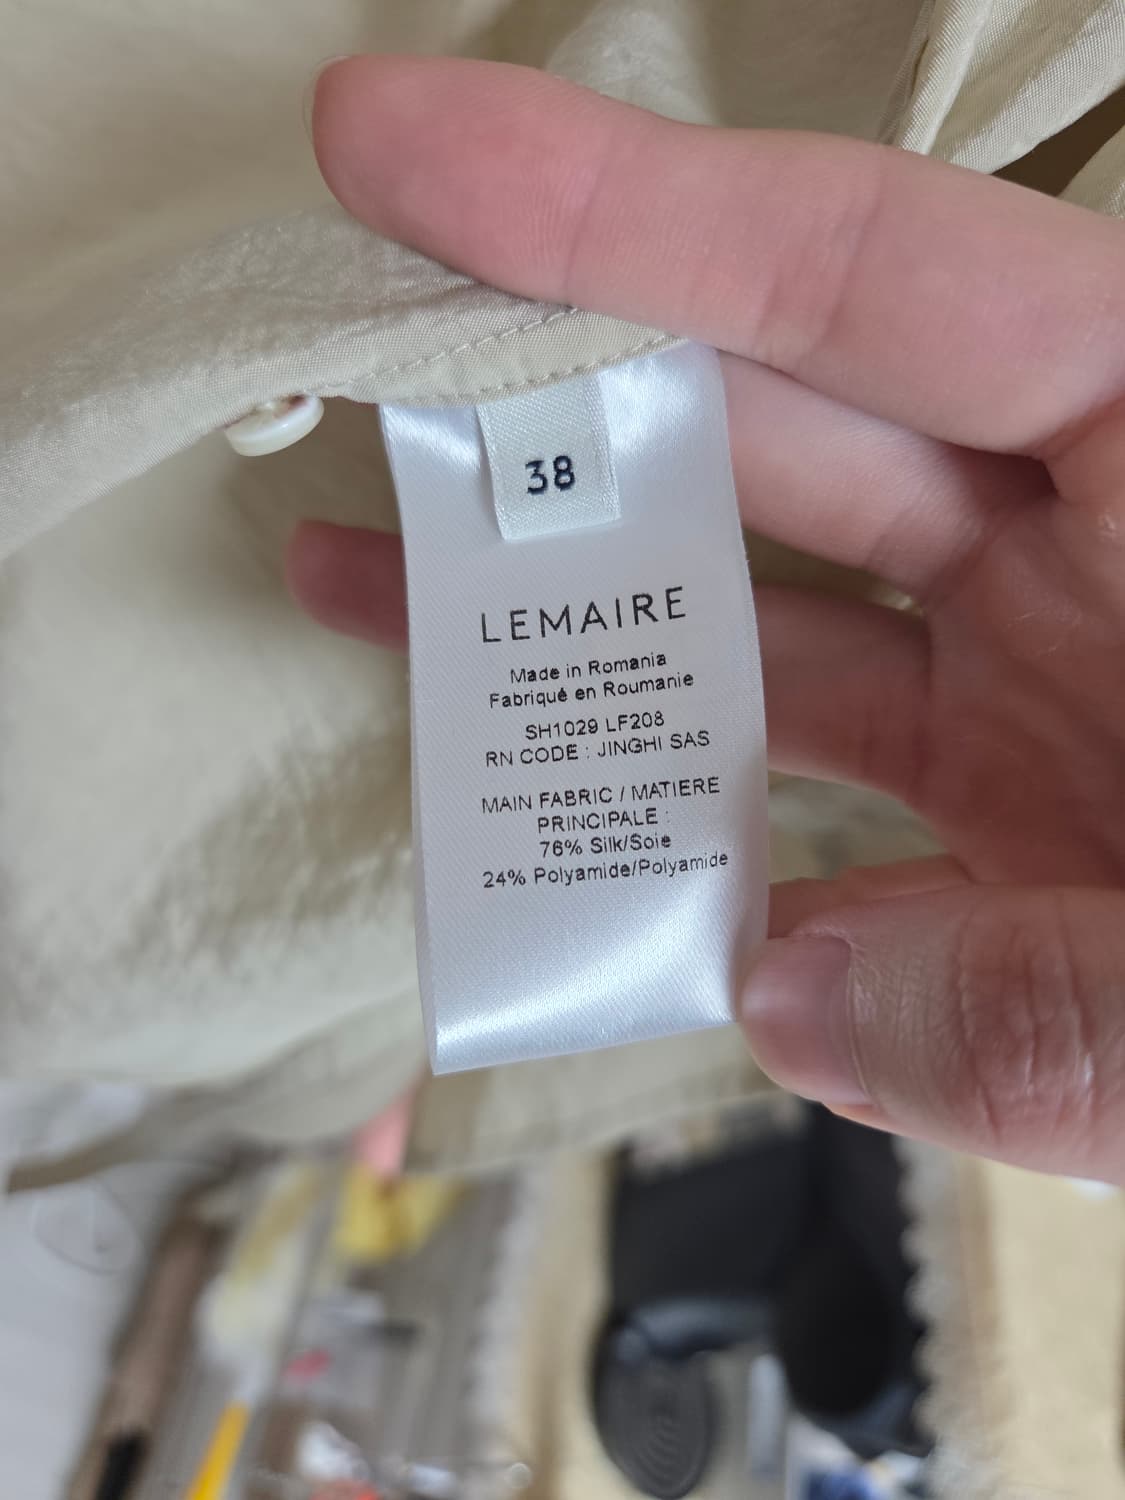 38
LEMAIRE
Made in Romania
Fabriqué en Roumanie
SH1029 LF208
RN CODE : JINGHI SAS
MAIN FABRIC / MATIERE
PRINCIPALE :
76% Silk/Soie
24% Polyamide/Polyamide